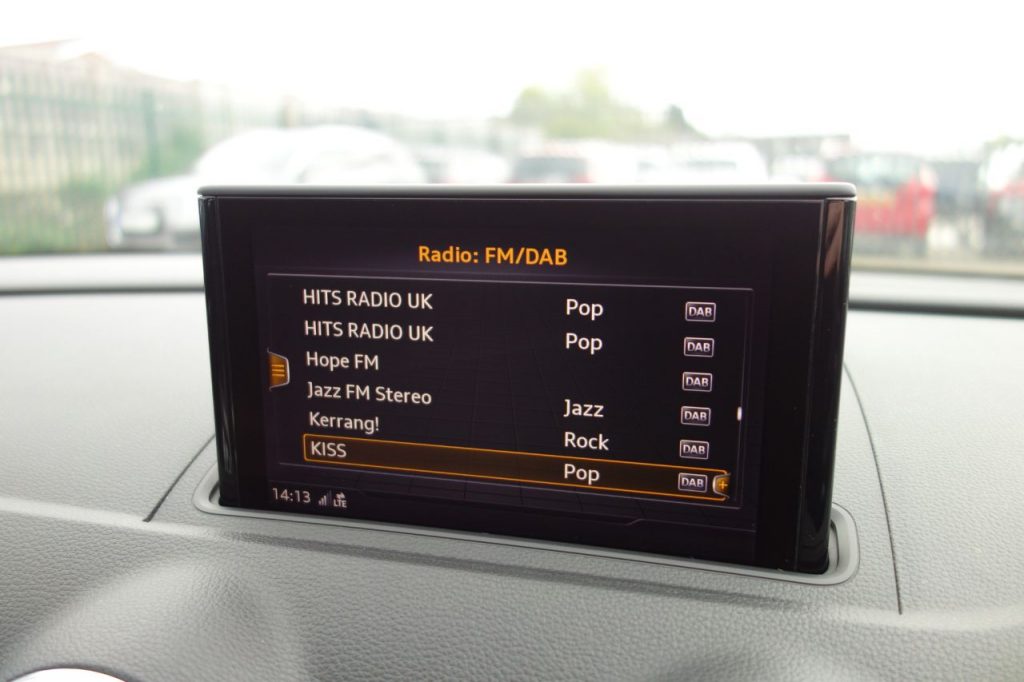 Radio: FM/DAB
HITS RADIO UK Pop DAB
HITS RADIO UK Pop DAB
Hope FM DAB
Jazz FM Stereo Jazz DAB
Kerrang! Rock DAB
KISS Pop DAB +
14:13 LTE